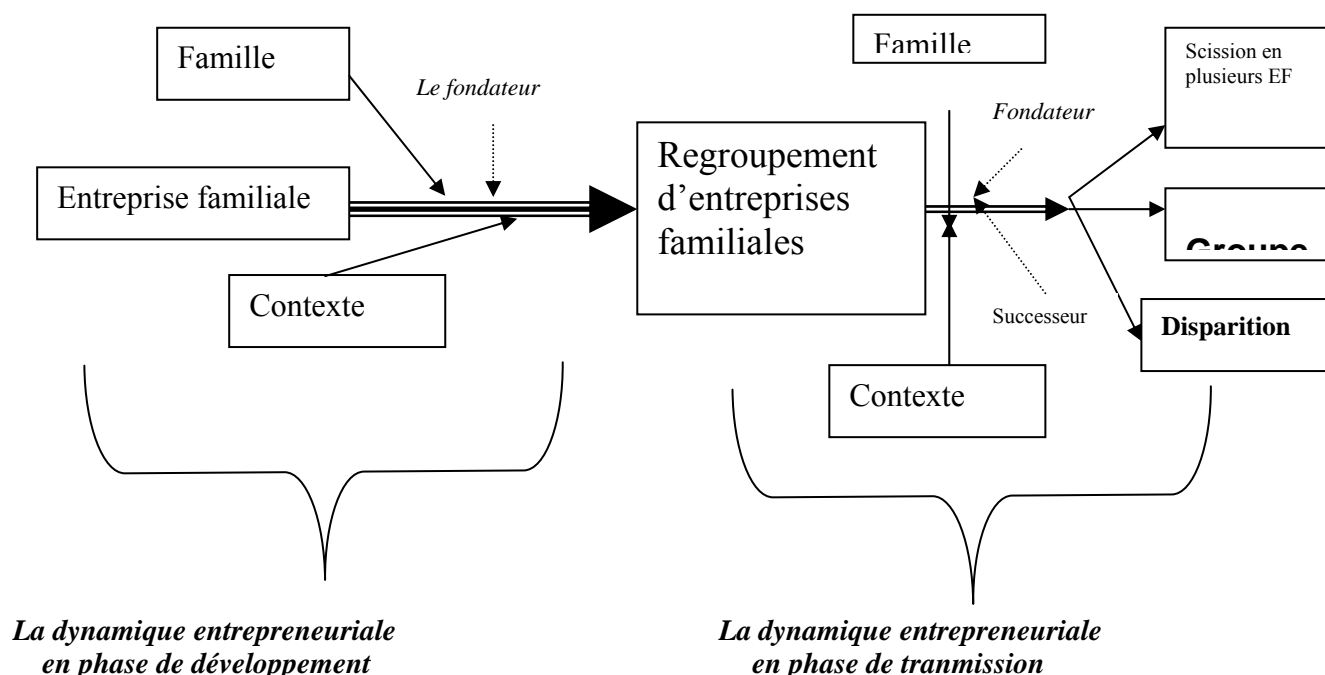 Famille
Le fondateur
Entreprise familiale
Contexte
Regroupement
d’entreprises
familiales
Famille
Fondateur
Successeur
Contexte
Scission en
plusieurs EF
Groupe
Disparition
La dynamique entrepreneuriale
en phase de développement
La dynamique entrepreneuriale
en phase de tranmission